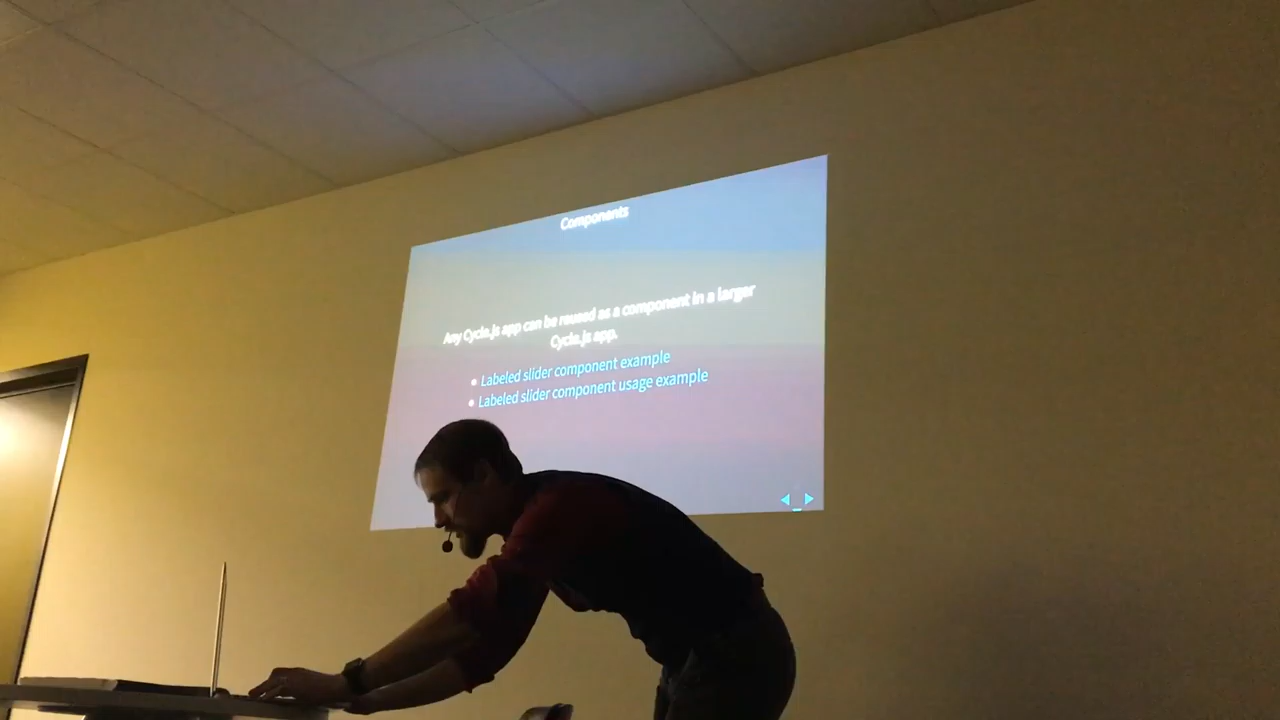 Components
Any Cycle.js app can be reused as a component in a larger
Cycle.js app.
Labeled slider component example
Labeled slider component usage example